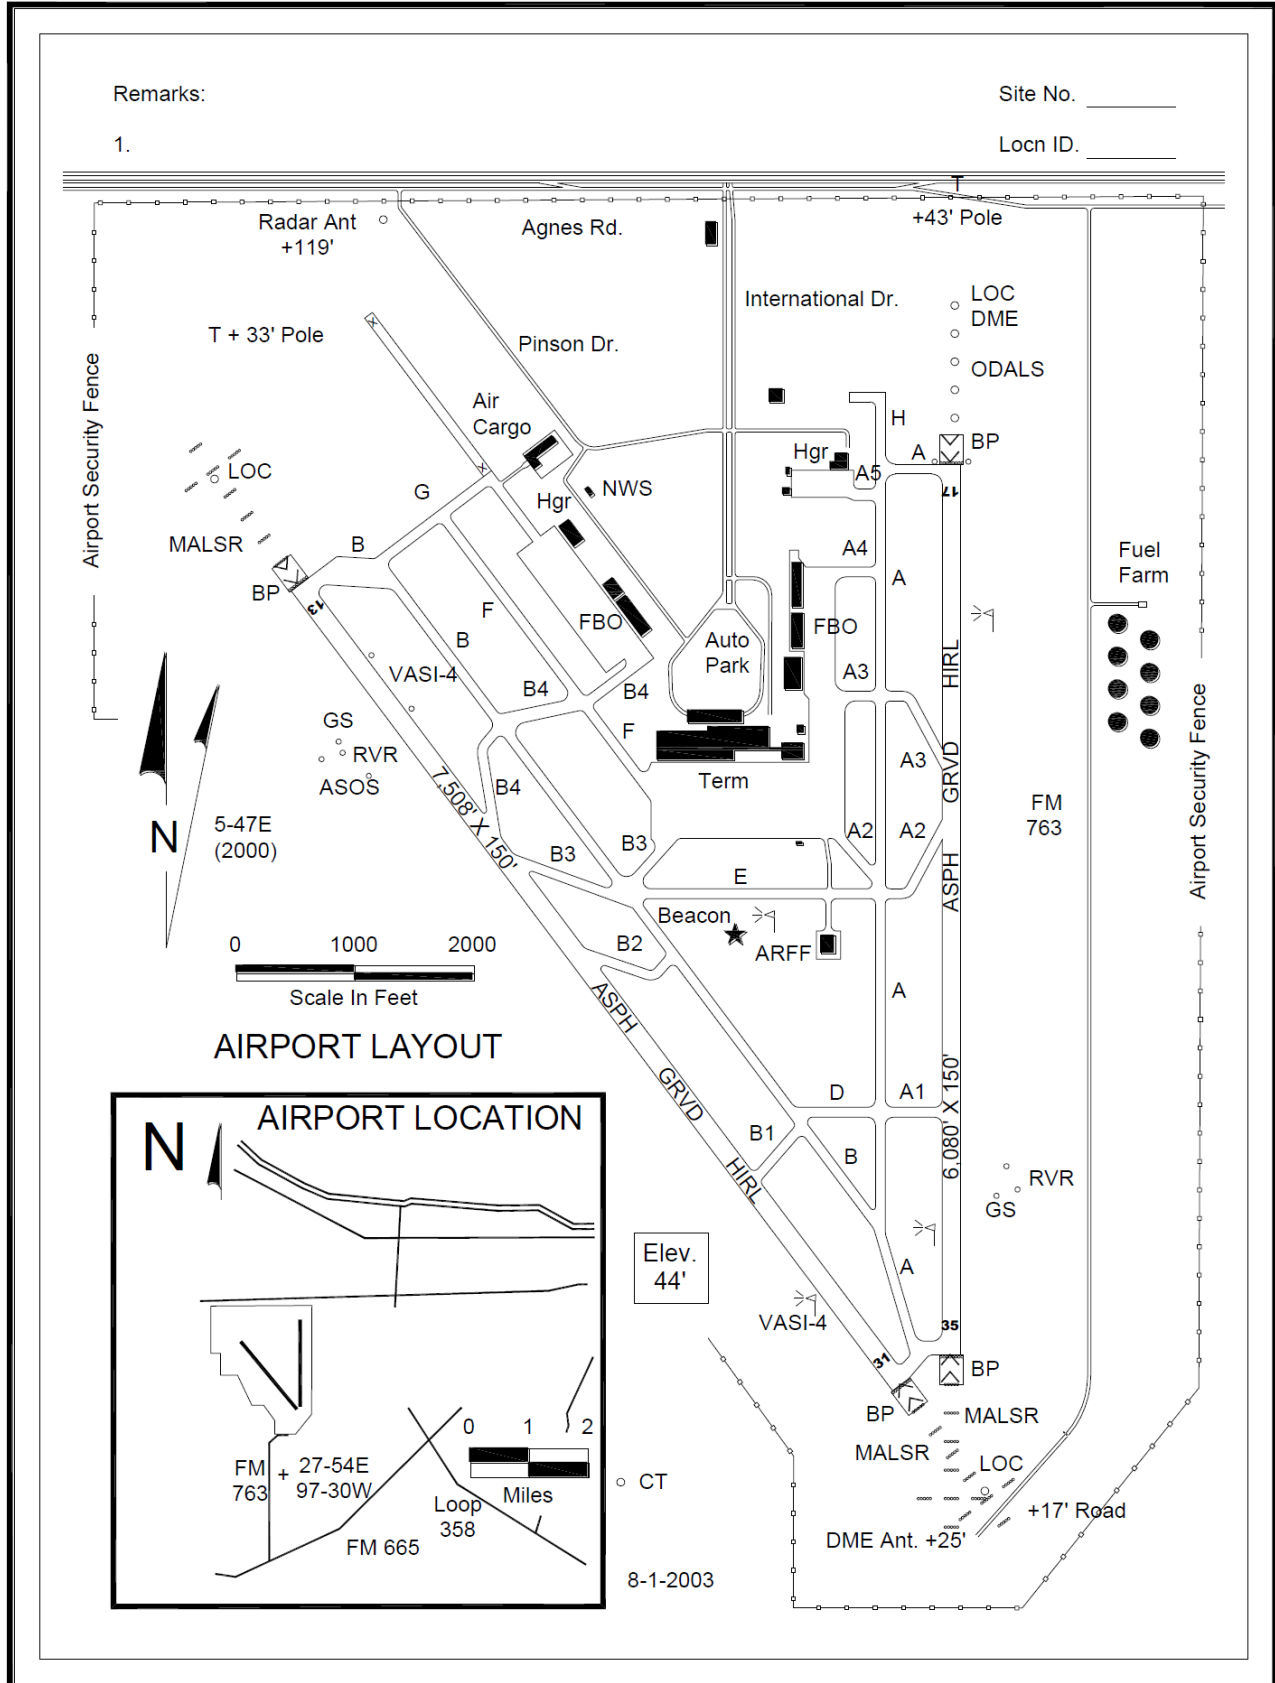 Remarks:
Site No.
1.
Locn ID.
T
Radar Ant
+119'
Agnes Rd.
+43' Pole
International Dr.
LOC
DME
T + 33' Pole
Pinson Dr.
ODALS
Airport Security Fence
Air
Cargo
H
A
BP
Hgr
A5
LOC
G
Hgr
NWS
17
MALSR
B
A4
Fuel
Farm
BP
13
A
F
FBO
FBO
B
Auto
Park
HIRL
VASI-4
B4
B4
A3
GS
F
RVR
A3
GRVD
Airport Security Fence
ASOS
Term
B4
7,508' X 150'
FM
763
N
5-47E
(2000)
B3
B3
A2
A2
E
ASPH
Beacon
0 1000 2000
B2
ARFF
Scale In Feet
ASPH
A
AIRPORT LAYOUT
GRVD
D
A1
6,080' X 150'
AIRPORT LOCATION
N
B1
B
HIRL
RVR
GS
Elev.
44'
A
VASI-4
35
31
BP
BP
MALSR
MALSR
0 1 2
LOC
FM
763
+ 27-54E
97-30W
Miles
CT
Loop
358
+17' Road
FM 665
DME Ant. +25'
8-1-2003